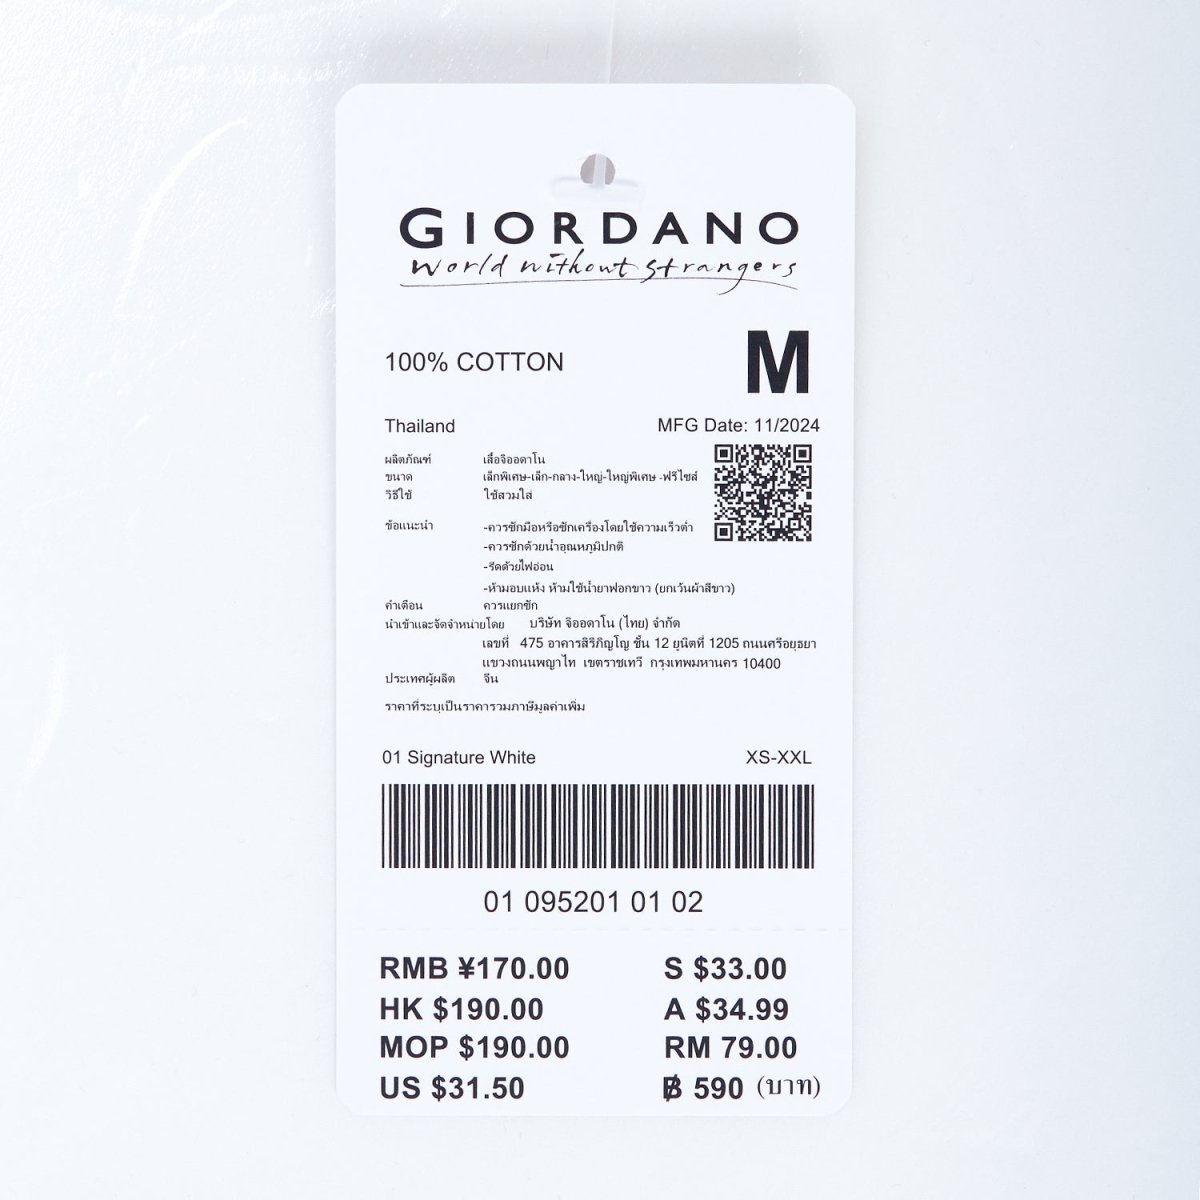 GIORDANO
World without strangers
100% COTTON
M
Thailand
MFG Date: 11/2024
ผลิตภัณฑ์ เสื้อจิออดาโน
ขนาด เล็กพิเศษ-เล็ก-กลาง-ใหญ่-ใหญ่พิเศษ -ฟรีไซส์
วิธีใช้ ใช้สวมใส่
ข้อแนะนำ -ควรซักมือหรือซักเครื่องโดยใช้ความเร็วต่ำ
-ควรซักด้วยน้ำอุณหภูมิปกติ
-รีดด้วยไฟอ่อน
-ห้ามอบแห้ง ห้ามใช้น้ำยาฟอกขาว (ยกเว้นผ้าสีขาว)
คำเตือน ควรแยกซัก
นำเข้าและจัดจำหน่ายโดย บริษัท จิออดาโน (ไทย) จำกัด
เลขที่ 475 อาคารสิริภิญโญ ชั้น 12 ยูนิตที่ 1205 ถนนศรีอยุธยา
แขวงถนนพญาไท เขตราชเทวี กรุงเทพมหานคร 10400
ประเทศผู้ผลิต จีน
ราคาที่ระบุเป็นราคารวมภาษีมูลค่าเพิ่ม
01 Signature White
XS-XXL
01 095201 01 02
RMB ¥170.00 S $33.00
HK $190.00 A $34.99
MOP $190.00 RM 79.00
US $31.50 ฿ 590 (บาท)